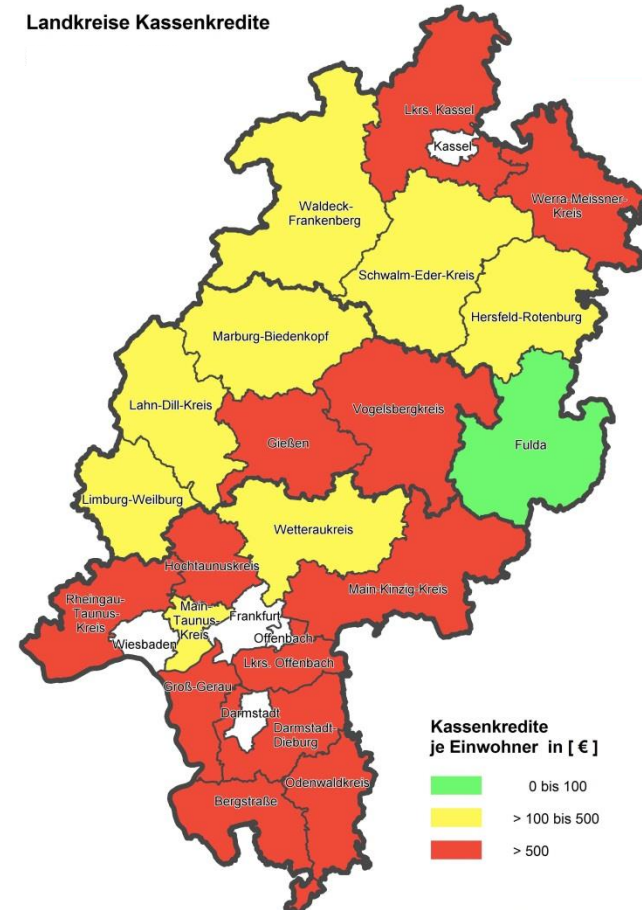 Landkreise Kassenkredite
Lkrs. Kassel
Kassel
Werra-Meissner-
Kreis
Waldeck-
Frankenberg
Schwalm-Eder-Kreis
Hersfeld-Rotenburg
Marburg-Biedenkopf
Lahn-Dill-Kreis
Vogelsbergkreis
Gießen
Fulda
Limburg-Weilburg
Wetteraukreis
Hochtaunuskreis
Main-Kinzig-Kreis
Rheingau-
Taunus-
Kreis
Main-
Taunus-
Kreis
Frankfurt
Offenbach
Wiesbaden
Lkrs. Offenbach
Groß-Gerau
Darmstadt
Darmstadt-
Dieburg
Odenwaldkreis
Bergstraße
Kassenkredite
je Einwohner in [ € ]
0 bis 100
> 100 bis 500
> 500